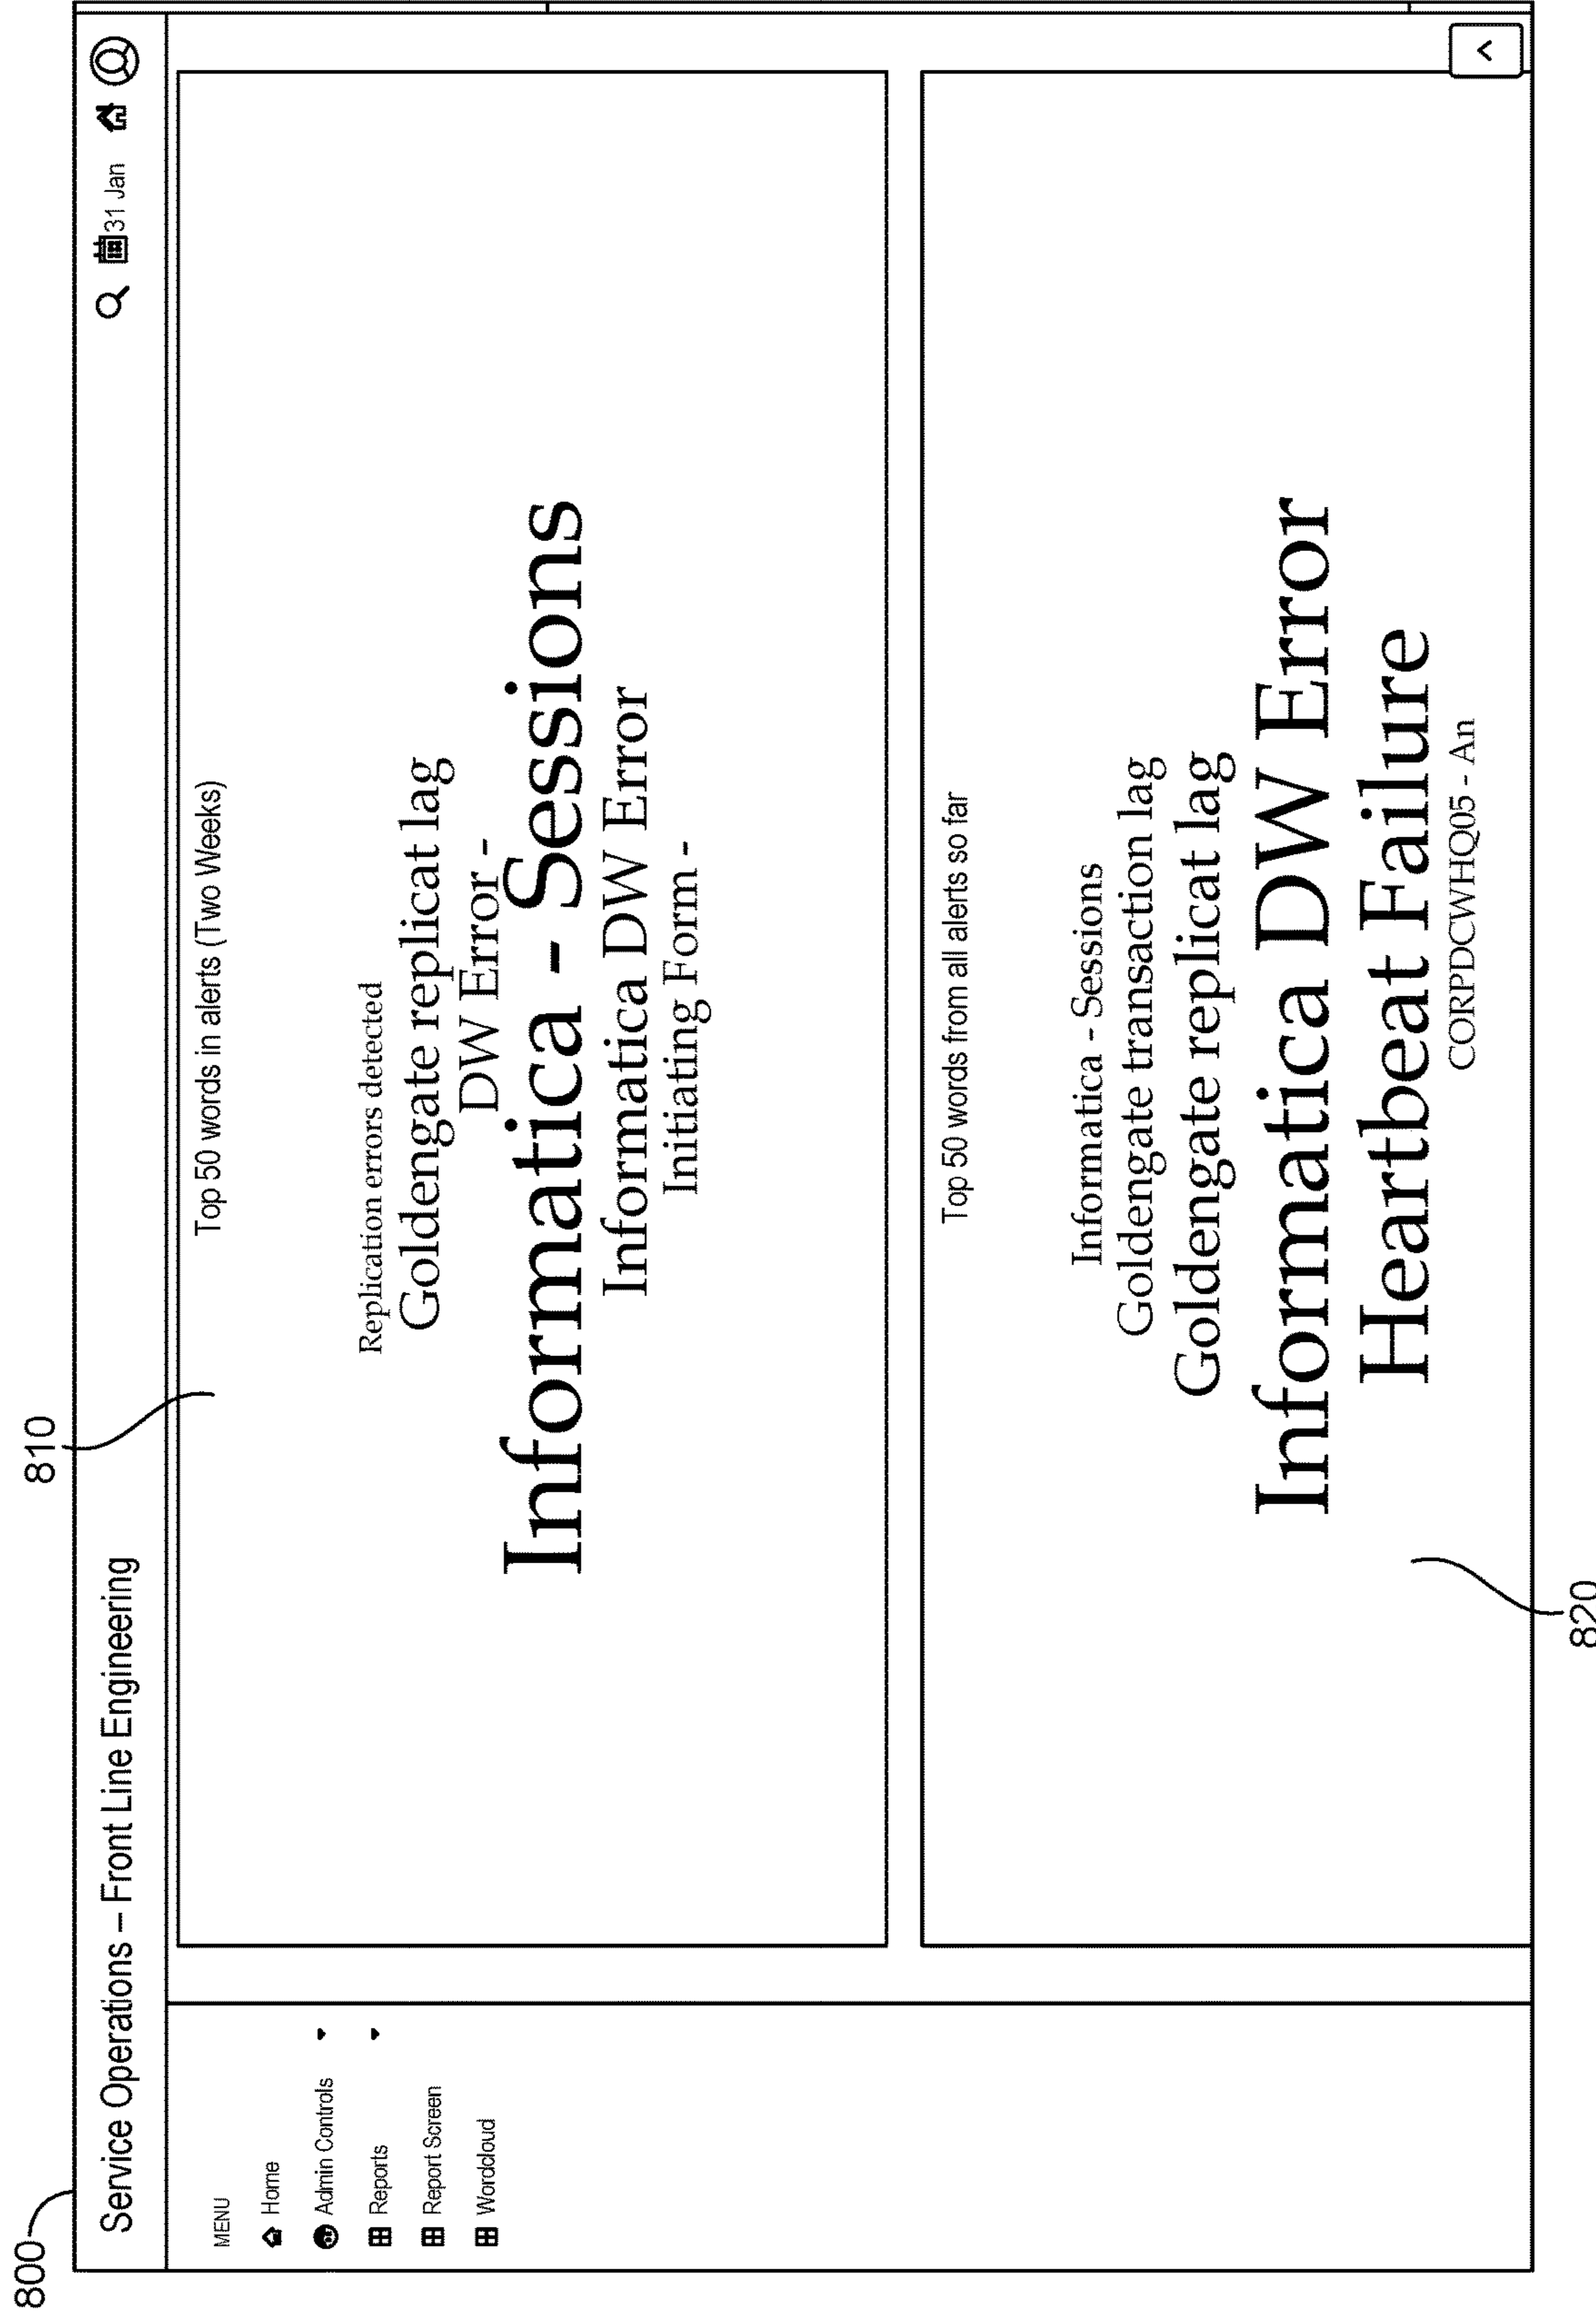 800
810
Service Operations – Front Line Engineering
31 Jan
MENU
Home
Admin Controls
Reports
Report Screen
Wordcloud
Top 50 words in alerts (Two Weeks)
Replication errors detected
Goldengate replicat lag
DW Error -
Informatica - Sessions
Informatica DW Error
Initiating Form -
Top 50 words from all alerts so far
Informatica - Sessions
Goldengate transaction lag
Goldengate replicat lag
Informatica DW Error
Heartbeat Failure
CORPDCWHQ05 - An
820